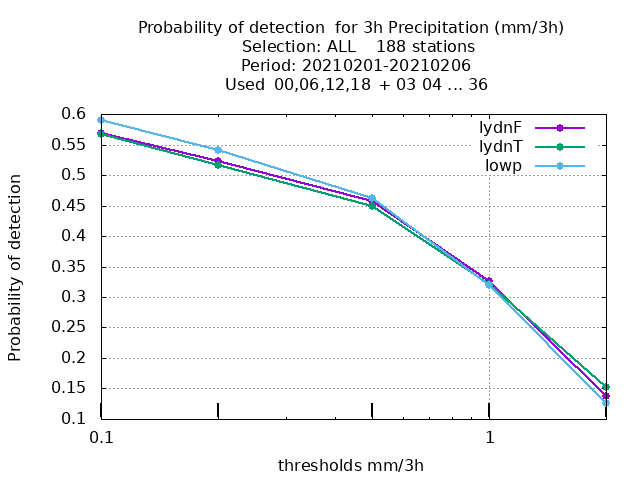 Probability of detection  for 3h Precipitation (mm/3h)
Selection: ALL    188 stations
Period: 20210201-20210206
Used  00,06,12,18  + 03 04 ... 36
lydnF
lydnT
lowp
Probability of detection
0.6
0.55
0.5
0.45
0.4
0.35
0.3
0.25
0.2
0.15
0.1
0.1
1
thresholds mm/3h